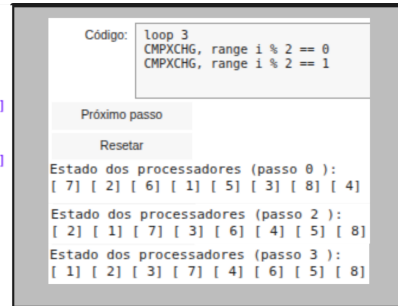 Código:
loop 3
CMPXCHG, range i % 2 == 0
CMPXCHG, range i % 2 == 1
Próximo passo
Resetar
Estado dos processadores (passo 0 ):
[ 7] [ 2] [ 6] [ 1] [ 5] [ 3] [ 8] [ 4]
Estado dos processadores (passo 2 ):
[ 2] [ 1] [ 7] [ 3] [ 6] [ 4] [ 5] [ 8]
Estado dos processadores (passo 3 ):
[ 1] [ 2] [ 3] [ 7] [ 4] [ 6] [ 5] [ 8]
]
]